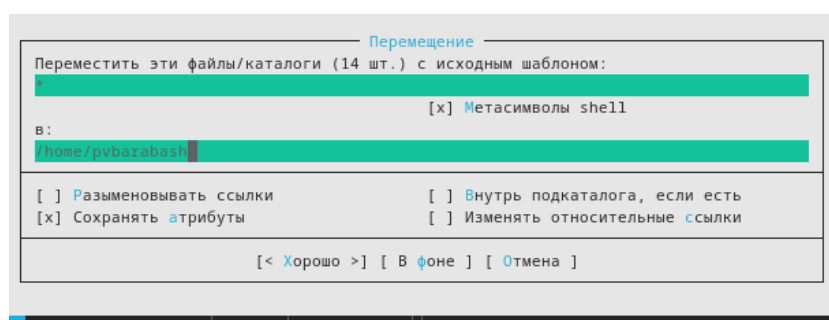 Перемещение
Переместить эти файлы/каталоги (14 шт.) с исходным шаблоном:
*
[x] Метасимволы shell
в:
/home/pvbarabash
[ ] Разыменовывать ссылки [ ] Внутрь подкаталога, если есть
[x] Сохранять атрибуты [ ] Изменять относительные ссылки
[< Хорошо >] [ В фоне ] [ Отмена ]